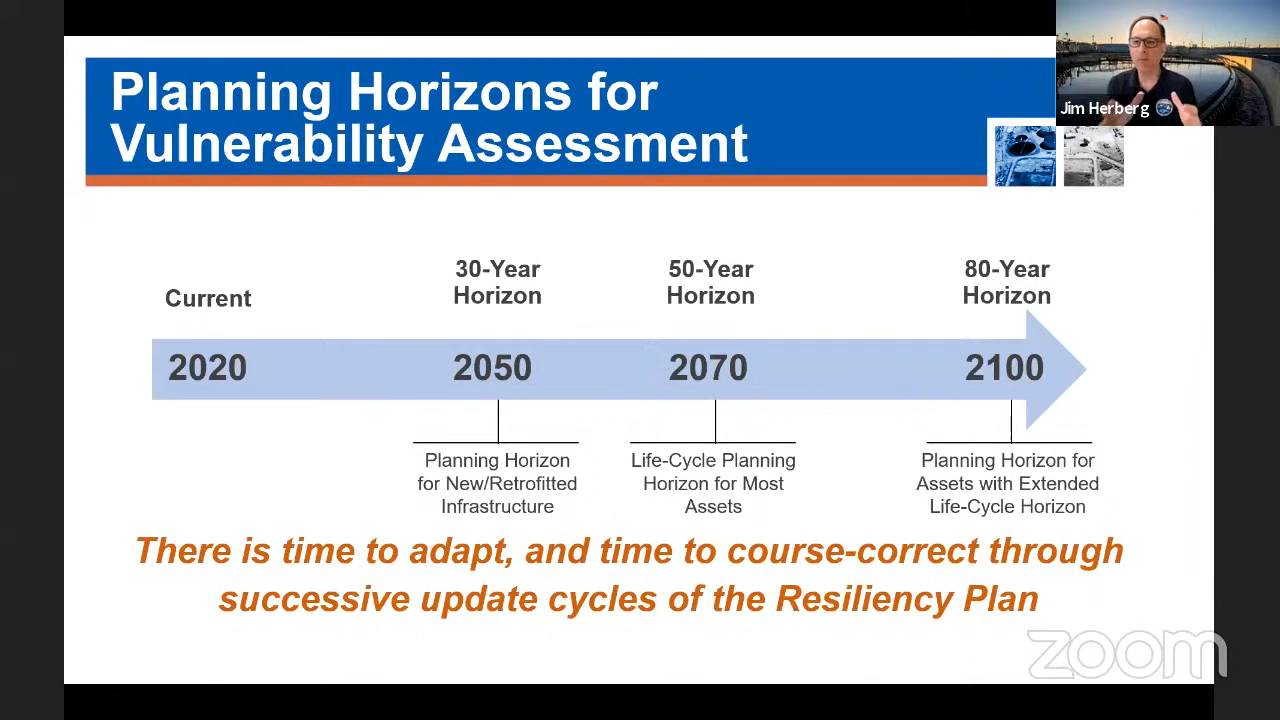 Planning Horizons for
Vulnerability Assessment
Jim Herberg
Current
30-Year
Horizon
50-Year
Horizon
80-Year
Horizon
2020
2050
2070
2100
Planning Horizon
for New/Retrofitted
Infrastructure
Life-Cycle Planning
Horizon for Most
Assets
Planning Horizon for
Assets with Extended
Life-Cycle Horizon
There is time to adapt, and time to course-correct through
successive update cycles of the Resiliency Plan
zoom